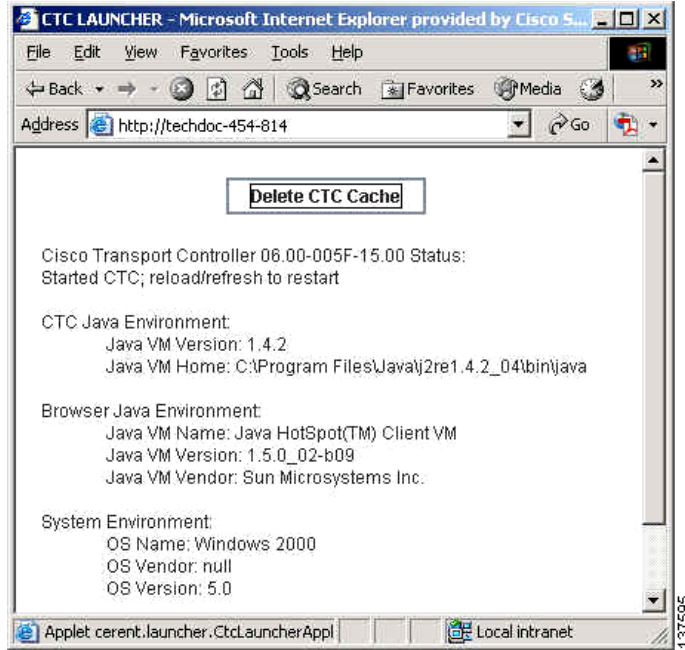 CTC LAUNCHER - Microsoft Internet Explorer provided by Cisco S...
File Edit View Favorites Tools Help
Back Search Favorites Media »
Address http://techdoc-454-814 Go
Delete CTC Cache
Cisco Transport Controller 06.00-005F-15.00 Status:
Started CTC; reload/refresh to restart
CTC Java Environment:
Java VM Version: 1.4.2
Java VM Home: C:\Program Files\Java\j2re1.4.2_04\bin\java
Browser Java Environment:
Java VM Name: Java HotSpot(TM) Client VM
Java VM Version: 1.5.0_02-b09
Java VM Vendor: Sun Microsystems Inc.
System Environment:
OS Name: Windows 2000
OS Vendor: null
OS Version: 5.0
Applet cerent.launcher.CtcLauncherAppl Local intranet
137595